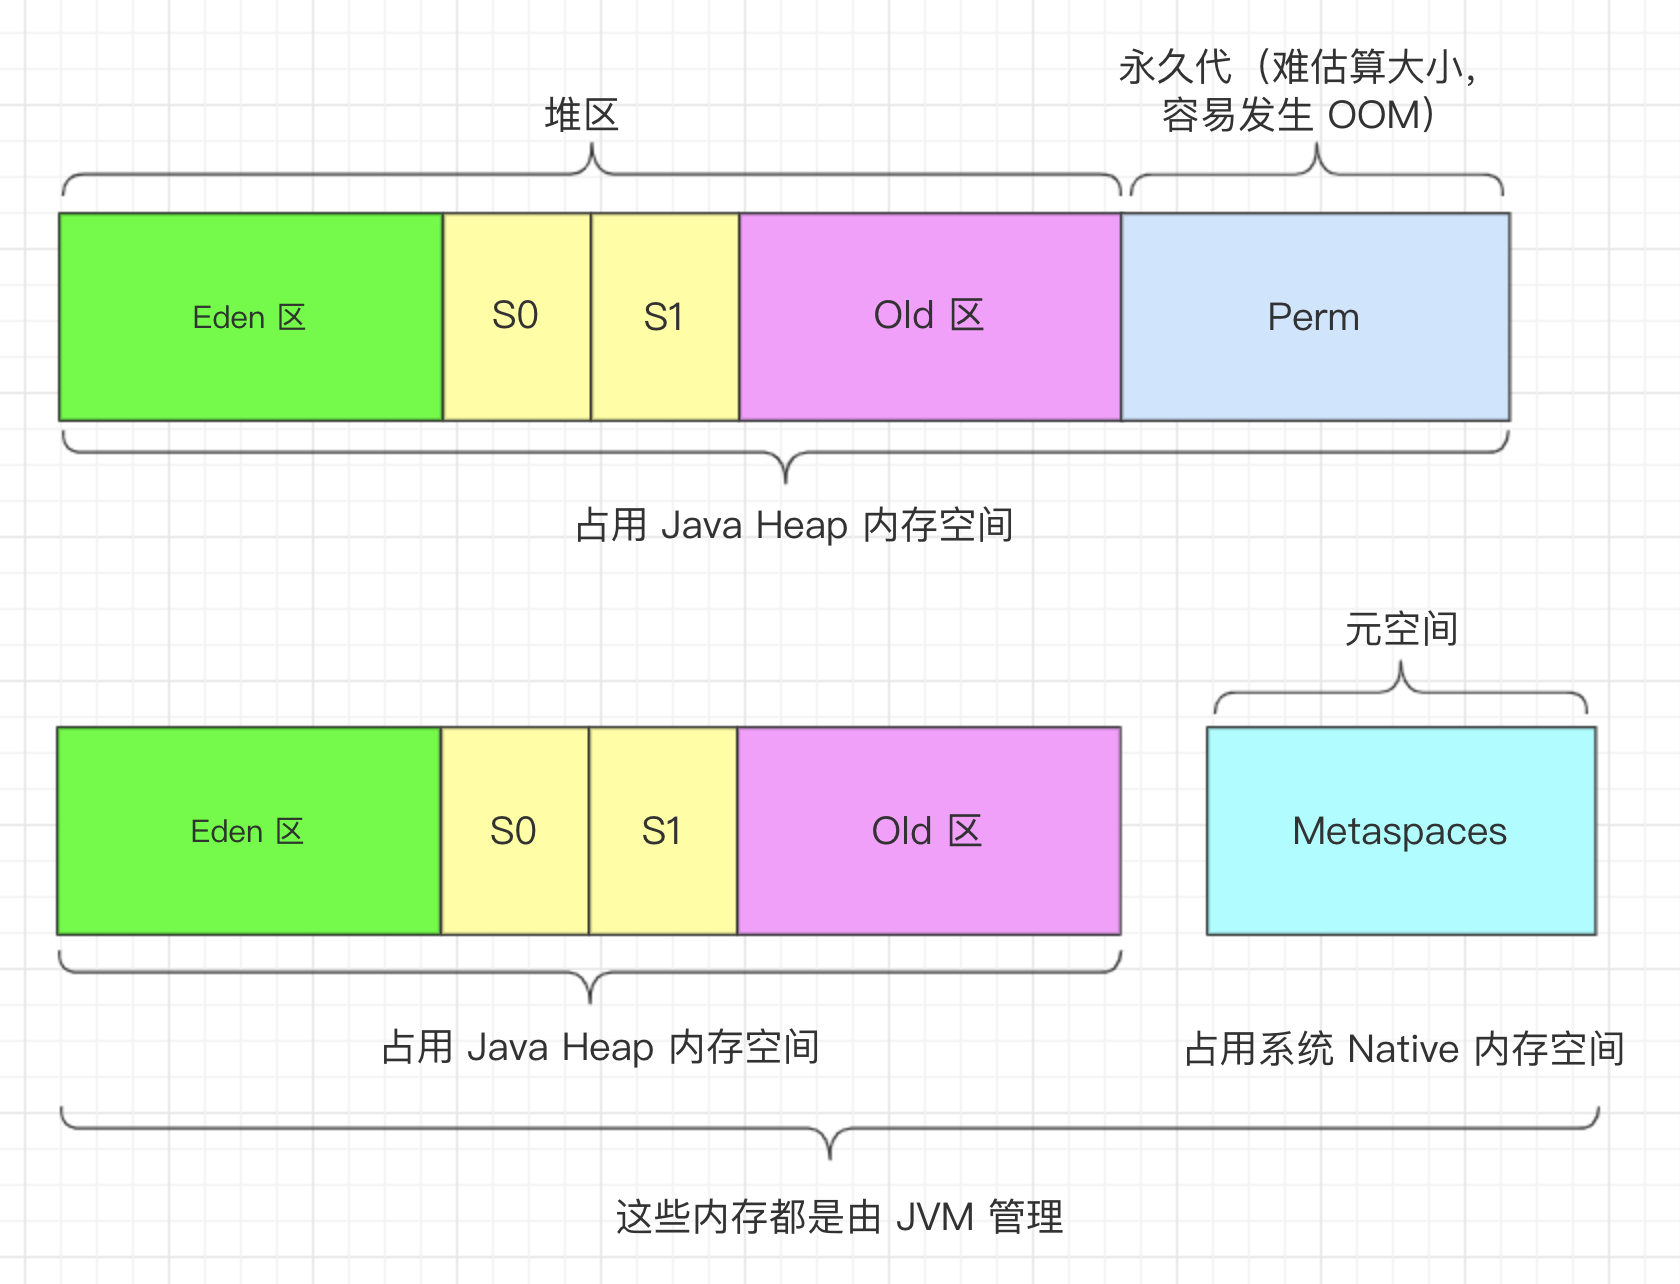 永久代（难估算大小，
容易发生 OOM）
堆区
Eden 区
S0
S1
Old 区
Perm
占用 Java Heap 内存空间
元空间
Eden 区
S0
S1
Old 区
Metaspaces
占用 Java Heap 内存空间
占用系统 Native 内存空间
这些内存都是由 JVM 管理